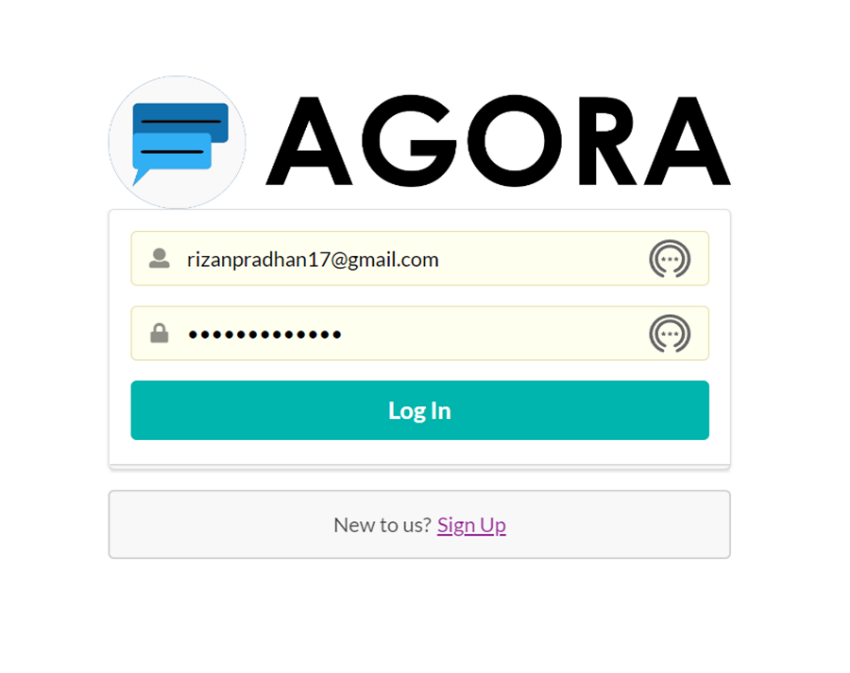 AGORA
rizanpradhan17@gmail.com
•••••••••••••
Log In
New to us? Sign Up